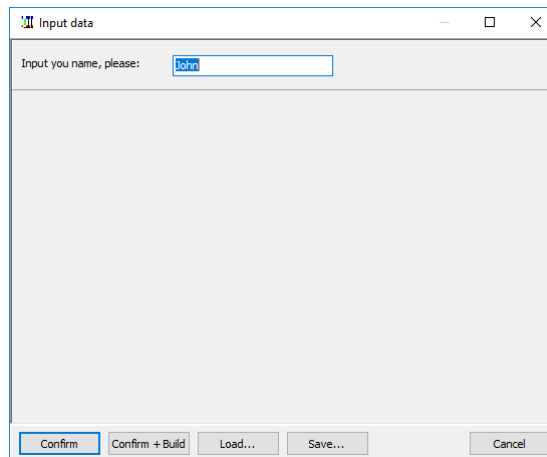 Input data
Input you name, please:
John
Confirm
Confirm + Build
Load...
Save...
Cancel